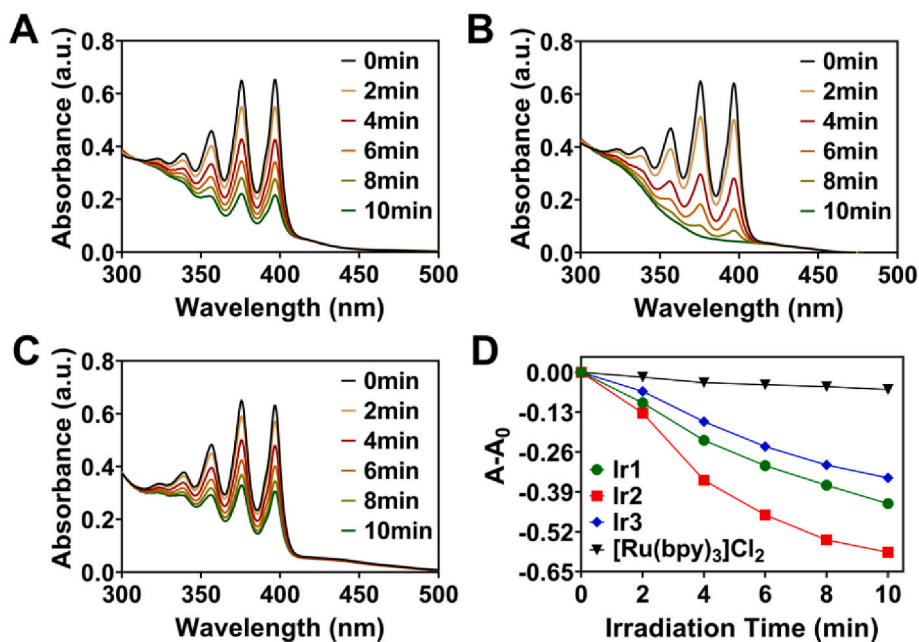 A
Absorbance (a.u.)
0.8
0.6
0.4
0.2
0.0
300
350
400
450
500
Wavelength (nm)
0min
2min
4min
6min
8min
10min
B
Absorbance (a.u.)
0.8
0.6
0.4
0.2
0.0
300
350
400
450
500
Wavelength (nm)
0min
2min
4min
6min
8min
10min
C
Absorbance (a.u.)
0.8
0.6
0.4
0.2
0.0
300
350
400
450
500
Wavelength (nm)
0min
2min
4min
6min
8min
10min
D
A-A₀
0.00
-0.13
-0.26
-0.39
-0.52
-0.65
0
2
4
6
8
10
Irradiation Time (min)
Ir1
Ir2
Ir3
[Ru(bpy)₃]Cl₂